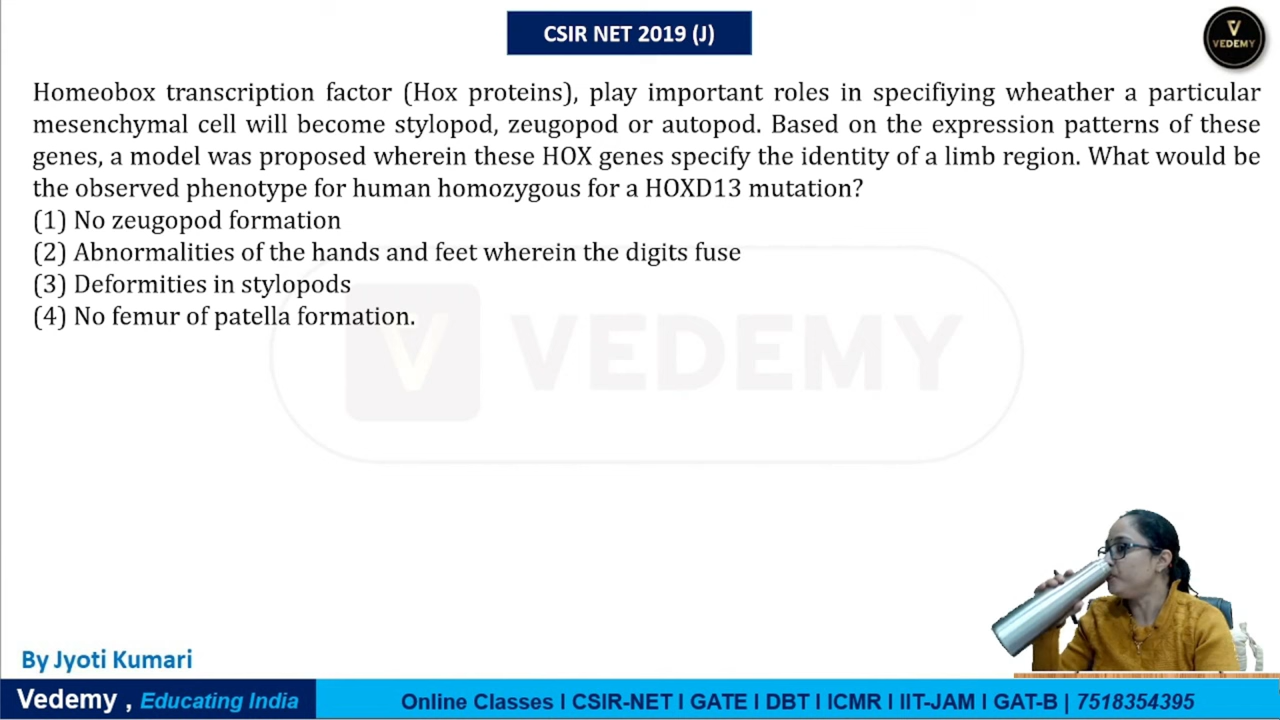 CSIR NET 2019 (J)
V
VEDEMY
Homeobox transcription factor (Hox proteins), play important roles in specifiying wheather a particular
mesenchymal cell will become stylopod, zeugopod or autopod. Based on the expression patterns of these
genes, a model was proposed wherein these HOX genes specify the identity of a limb region. What would be
the observed phenotype for human homozygous for a HOXD13 mutation?
(1) No zeugopod formation
(2) Abnormalities of the hands and feet wherein the digits fuse
(3) Deformities in stylopods
(4) No femur of patella formation.
V VEDEMY
By Jyoti Kumari
Vedemy , Educating India
Online Classes I CSIR-NET I GATE I DBT I ICMR I IIT-JAM I GAT-B | 7518354395